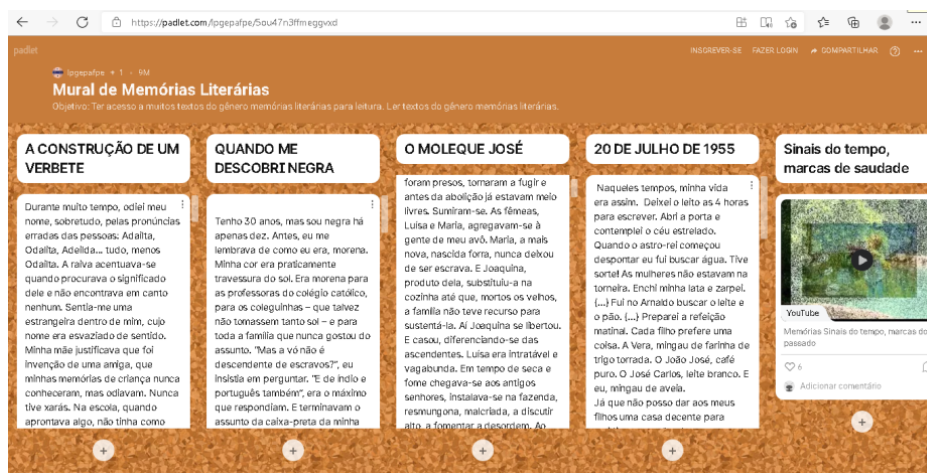 https://padlet.com/lpgepafpe/5ou47n3ffmeggvxd
padlet
INSCREVER-SE FAZER LOGIN COMPARTILHAR
lpgepafpe + 1 · 9M
Mural de Memórias Literárias
Objetivo: Ter acesso a muitos textos do gênero memórias literárias para leitura. Ler textos do gênero memórias literárias.
A CONSTRUÇÃO DE UM
VERBETE
Durante muito tempo, odiei meu
nome, sobretudo, pelas pronúncias
erradas das pessoas: Adailta,
Odailta, Adeilda... tudo, menos
Odailta. A raiva acentuava-se
quando procurava o significado
dele e não encontrava em canto
nenhum. Sentia-me uma
estrangeira dentro de mim, cujo
nome era esvaziado de sentido.
Minha mãe justificava que foi
invenção de uma amiga, que
minhas memórias de criança nunca
conheceram, mas odiavam. Nunca
tive xarás. Na escola, quando
aprontava algo, não tinha como
QUANDO ME
DESCOBRI NEGRA
Tenho 30 anos, mas sou negra há
apenas dez. Antes, eu me
lembrava de como eu era, morena.
Minha cor era praticamente
travessura do sol. Era morena para
as professoras do colégio católico,
para os coleguinhas – que talvez
não tomassem tanto sol – e para
toda a família que nunca gostou do
assunto. "Mas a vó não é
descendente de escravos?", eu
insistia em perguntar. "E de índio e
português também", era o máximo
que respondiam. E terminavam o
assunto da caixa-preta da minha
O MOLEQUE JOSÉ
foram presos, tornaram a fugir e
antes da abolição já estavam meio
livres. Sumiram-se. As fêmeas,
Luísa e Maria, agregavam-se à
gente de meu avô. Maria, a mais
nova, nascida forra, nunca deixou
de ser escrava. E Joaquina,
produto dela, substituiu-a na
cozinha até que, mortos os velhos,
a família não teve recurso para
sustentá-la. Aí Joaquina se libertou.
E casou, diferenciando-se das
ascendentes. Luísa era intratável e
vagabunda. Em tempo de seca e
fome chegava-se aos antigos
senhores, instalava-se na fazenda,
resmungona, malcriada, a discutir
alto, a fomentar a desordem. Ao
20 DE JULHO DE 1955
Naqueles tempos, minha vida
era assim. Deixei o leito as 4 horas
para escrever. Abri a porta e
contemplei o céu estrelado.
Quando o astro-rei começou
despontar eu fui buscar água. Tive
sorte! As mulheres não estavam na
torneira. Enchi minha lata e zarpei.
(...) Fui no Arnaldo buscar o leite e
o pão. (...) Preparei a refeição
matinal. Cada filho prefere uma
coisa. A Vera, mingau de farinha de
trigo torrada. O João José, café
puro. O José Carlos, leite branco. E
eu, mingau de aveia.
Já que não posso dar aos meus
filhos uma casa decente para
Sinais do tempo,
marcas de saudade
YouTube
Memórias Sinais do tempo, marcas do
passado
6
Adicionar comentário